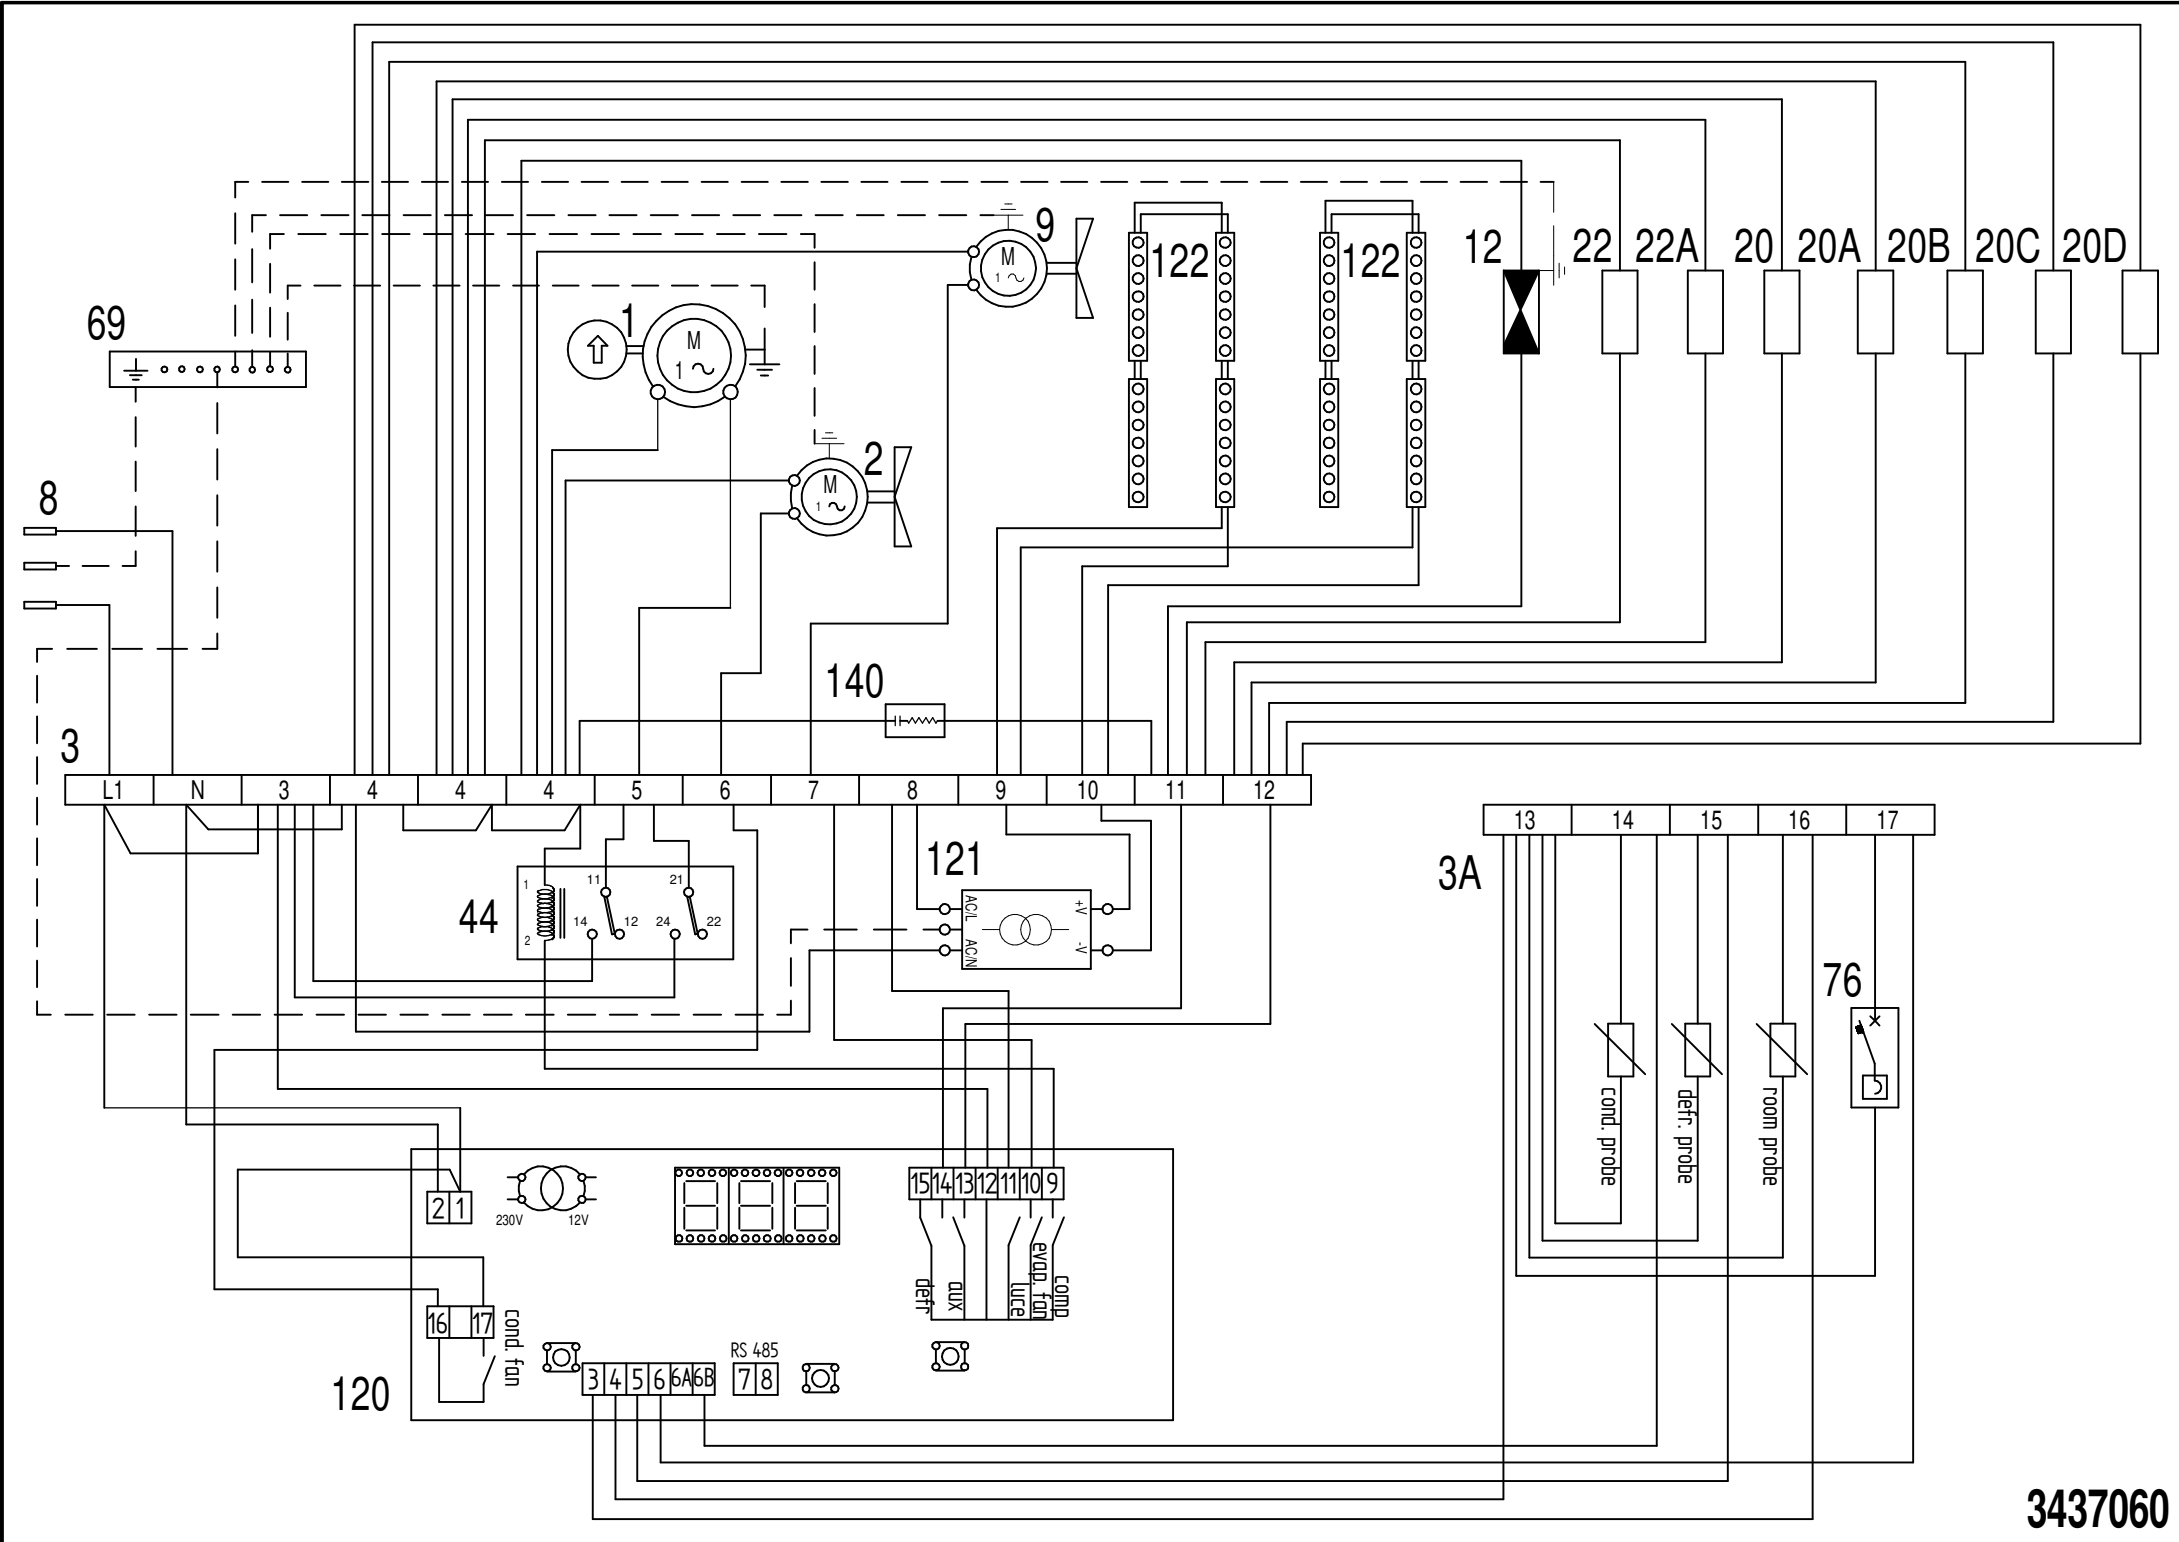 9
122 122 12 22 22A 20 20A 20B 20C 20D
M
1
69 1
M
1
2
M
1
8
140
3
L1 N 3 4 4 4 5 6 7 8 9 10 11 12
13 14 15 16 17
3A
121
44
1 11 21
14 12 24 22
2
AC/L +V
AC/N -V
76
cond. probe
defr. probe
room probe
2 1
230V 12V
15 14 13 12 11 10 9
defr
aux
luce
evap. fan
comp
16 17
cond. fan
RS 485
3 4 5 6 6A 6B 7 8
120
3437060